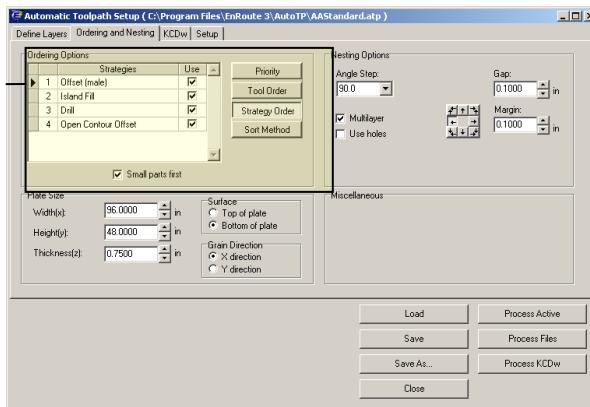 Automatic Toolpath Setup ( C:\Program Files\EnRoute 3\AutoTP\AAStandard.atp )
Define Layers Ordering and Nesting KCDw Setup
Ordering Options
Strategies Use
1 Offset (male)
2 Island Fill
3 Drill
4 Open Contour Offset
Priority
Tool Order
Strategy Order
Sort Method
Small parts first
Nesting Options
Angle Step:
90.0
Multilayer
Use holes
Gap:
0.1000 in
Margin:
0.1000 in
Plate Size
Width(x): 96.0000 in
Height(y): 48.0000 in
Thickness(z): 0.7500 in
Surface
Top of plate
Bottom of plate
Grain Direction
X direction
Y direction
Miscellaneous
Load Process Active
Save Process Files
Save As... Process KCDw
Close